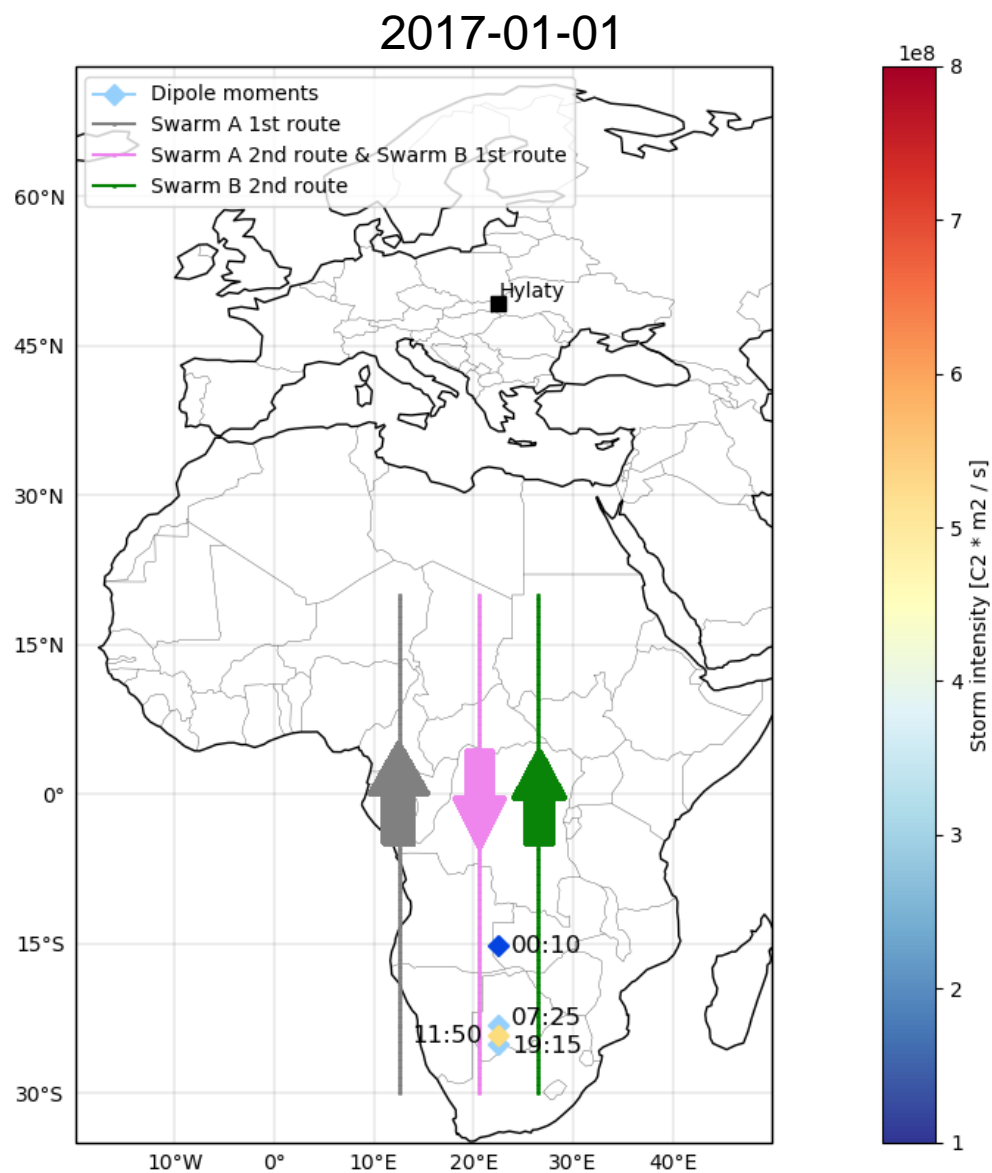 2017-01-01
1e8
Dipole moments
Swarm A 1st route
Swarm A 2nd route & Swarm B 1st route
Swarm B 2nd route
Hylaty
60°N
45°N
30°N
15°N
0°
15°S
30°S
00:10
07:25
11:50
19:15
10°W
0°
10°E
20°E
30°E
40°E
8
7
6
5
4
3
2
1
Storm intensity [C2 * m2 / s]